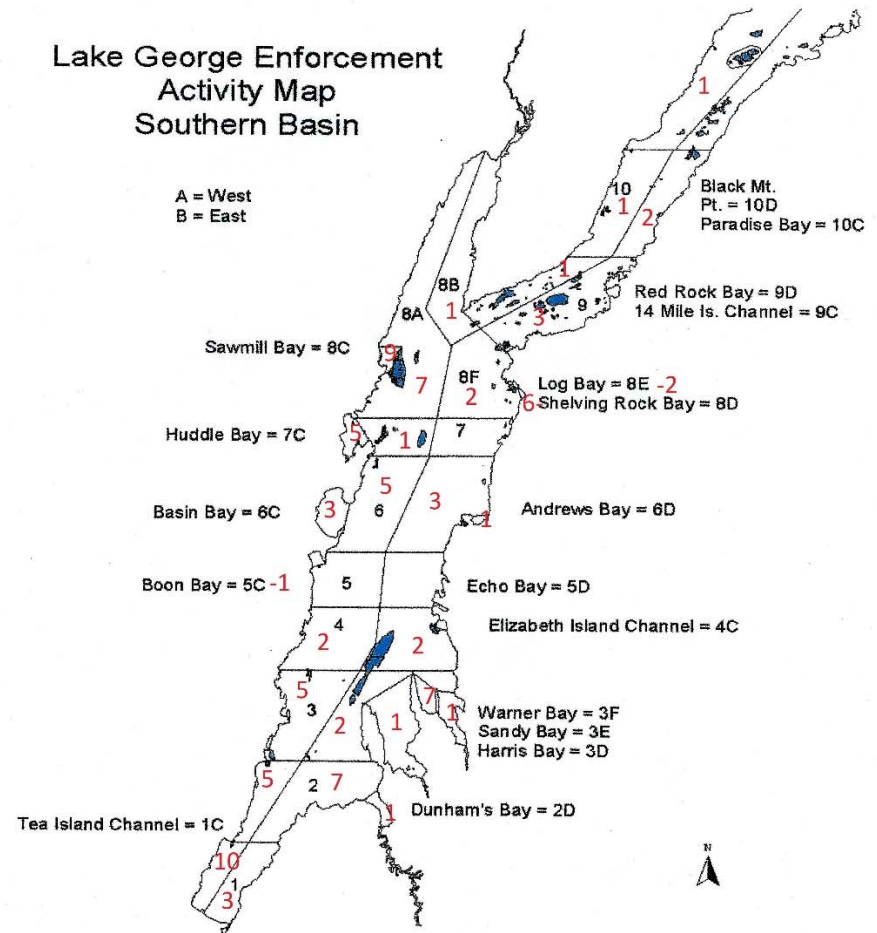 Lake George Enforcement
Activity Map
Southern Basin
A = West
B = East
1
10
1
2
Black Mt.
Pt. = 10D
Paradise Bay = 10C
1
8B
1
8A
9
3
Red Rock Bay = 9D
14 Mile Is. Channel = 9C
Sawmill Bay = 8C
9
7
8F
2
Log Bay = 8E -2
6-
Shelving Rock Bay = 8D
Huddle Bay = 7C
5
1
7
5
6
3
Basin Bay = 6C
3
1
Andrews Bay = 6D
Boon Bay = 5C -1
5
Echo Bay = 5D
4
2
2
Elizabeth Island Channel = 4C
5
3
2
1
7
1
Warner Bay = 3F
Sandy Bay = 3E
Harris Bay = 3D
5
2
7
1
Dunham's Bay = 2D
Tea Island Channel = 1C
10
1
3
N